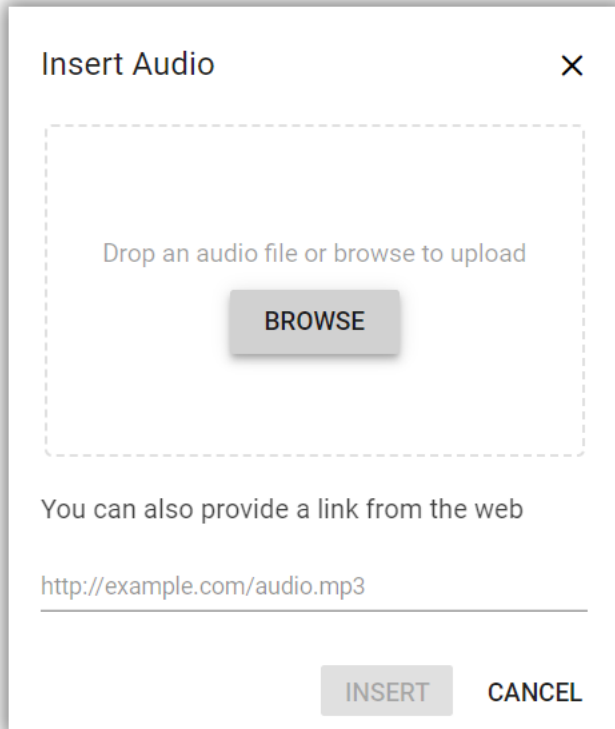 Insert Audio
Drop an audio file or browse to upload
BROWSE
You can also provide a link from the web
http://example.com/audio.mp3
INSERT CANCEL